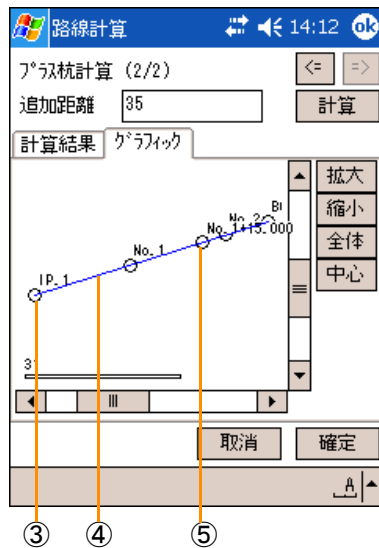 路線計算 14:12 ok
プラス杭計算 (2/2) <= =>
追加距離 35 計算
計算結果 グラフィック
拡大
縮小
全体
中心
No. 2
No. 1+15.000
No. 1
IP. 1
取消 確定
A
③ ④ ⑤